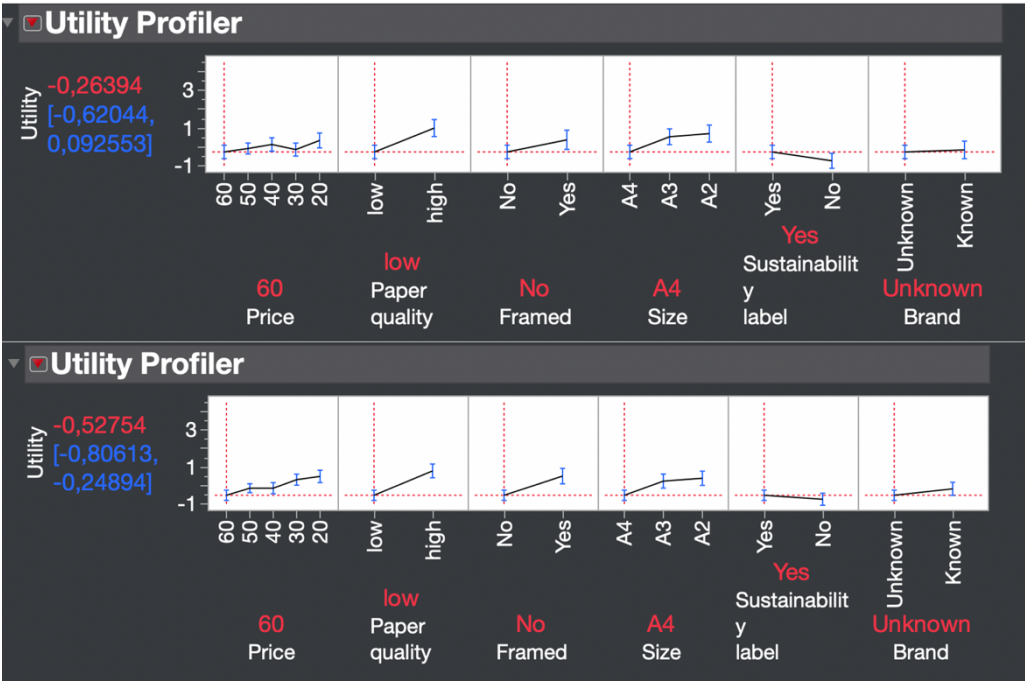 Utility Profiler
Utility
-0,26394
[-0,62044,
0,092553]
3
1
-1
60 50 40 30 20
low high
No Yes
A4 A3 A2
Yes No
Unknown Known
60
Price
low
Paper
quality
No
Framed
A4
Size
Yes
Sustainabilit
y
label
Unknown
Brand
Utility Profiler
Utility
-0,52754
[-0,80613,
-0,24894]
3
1
-1
60 50 40 30 20
low high
No Yes
A4 A3 A2
Yes No
Unknown Known
60
Price
low
Paper
quality
No
Framed
A4
Size
Yes
Sustainabilit
y
label
Unknown
Brand